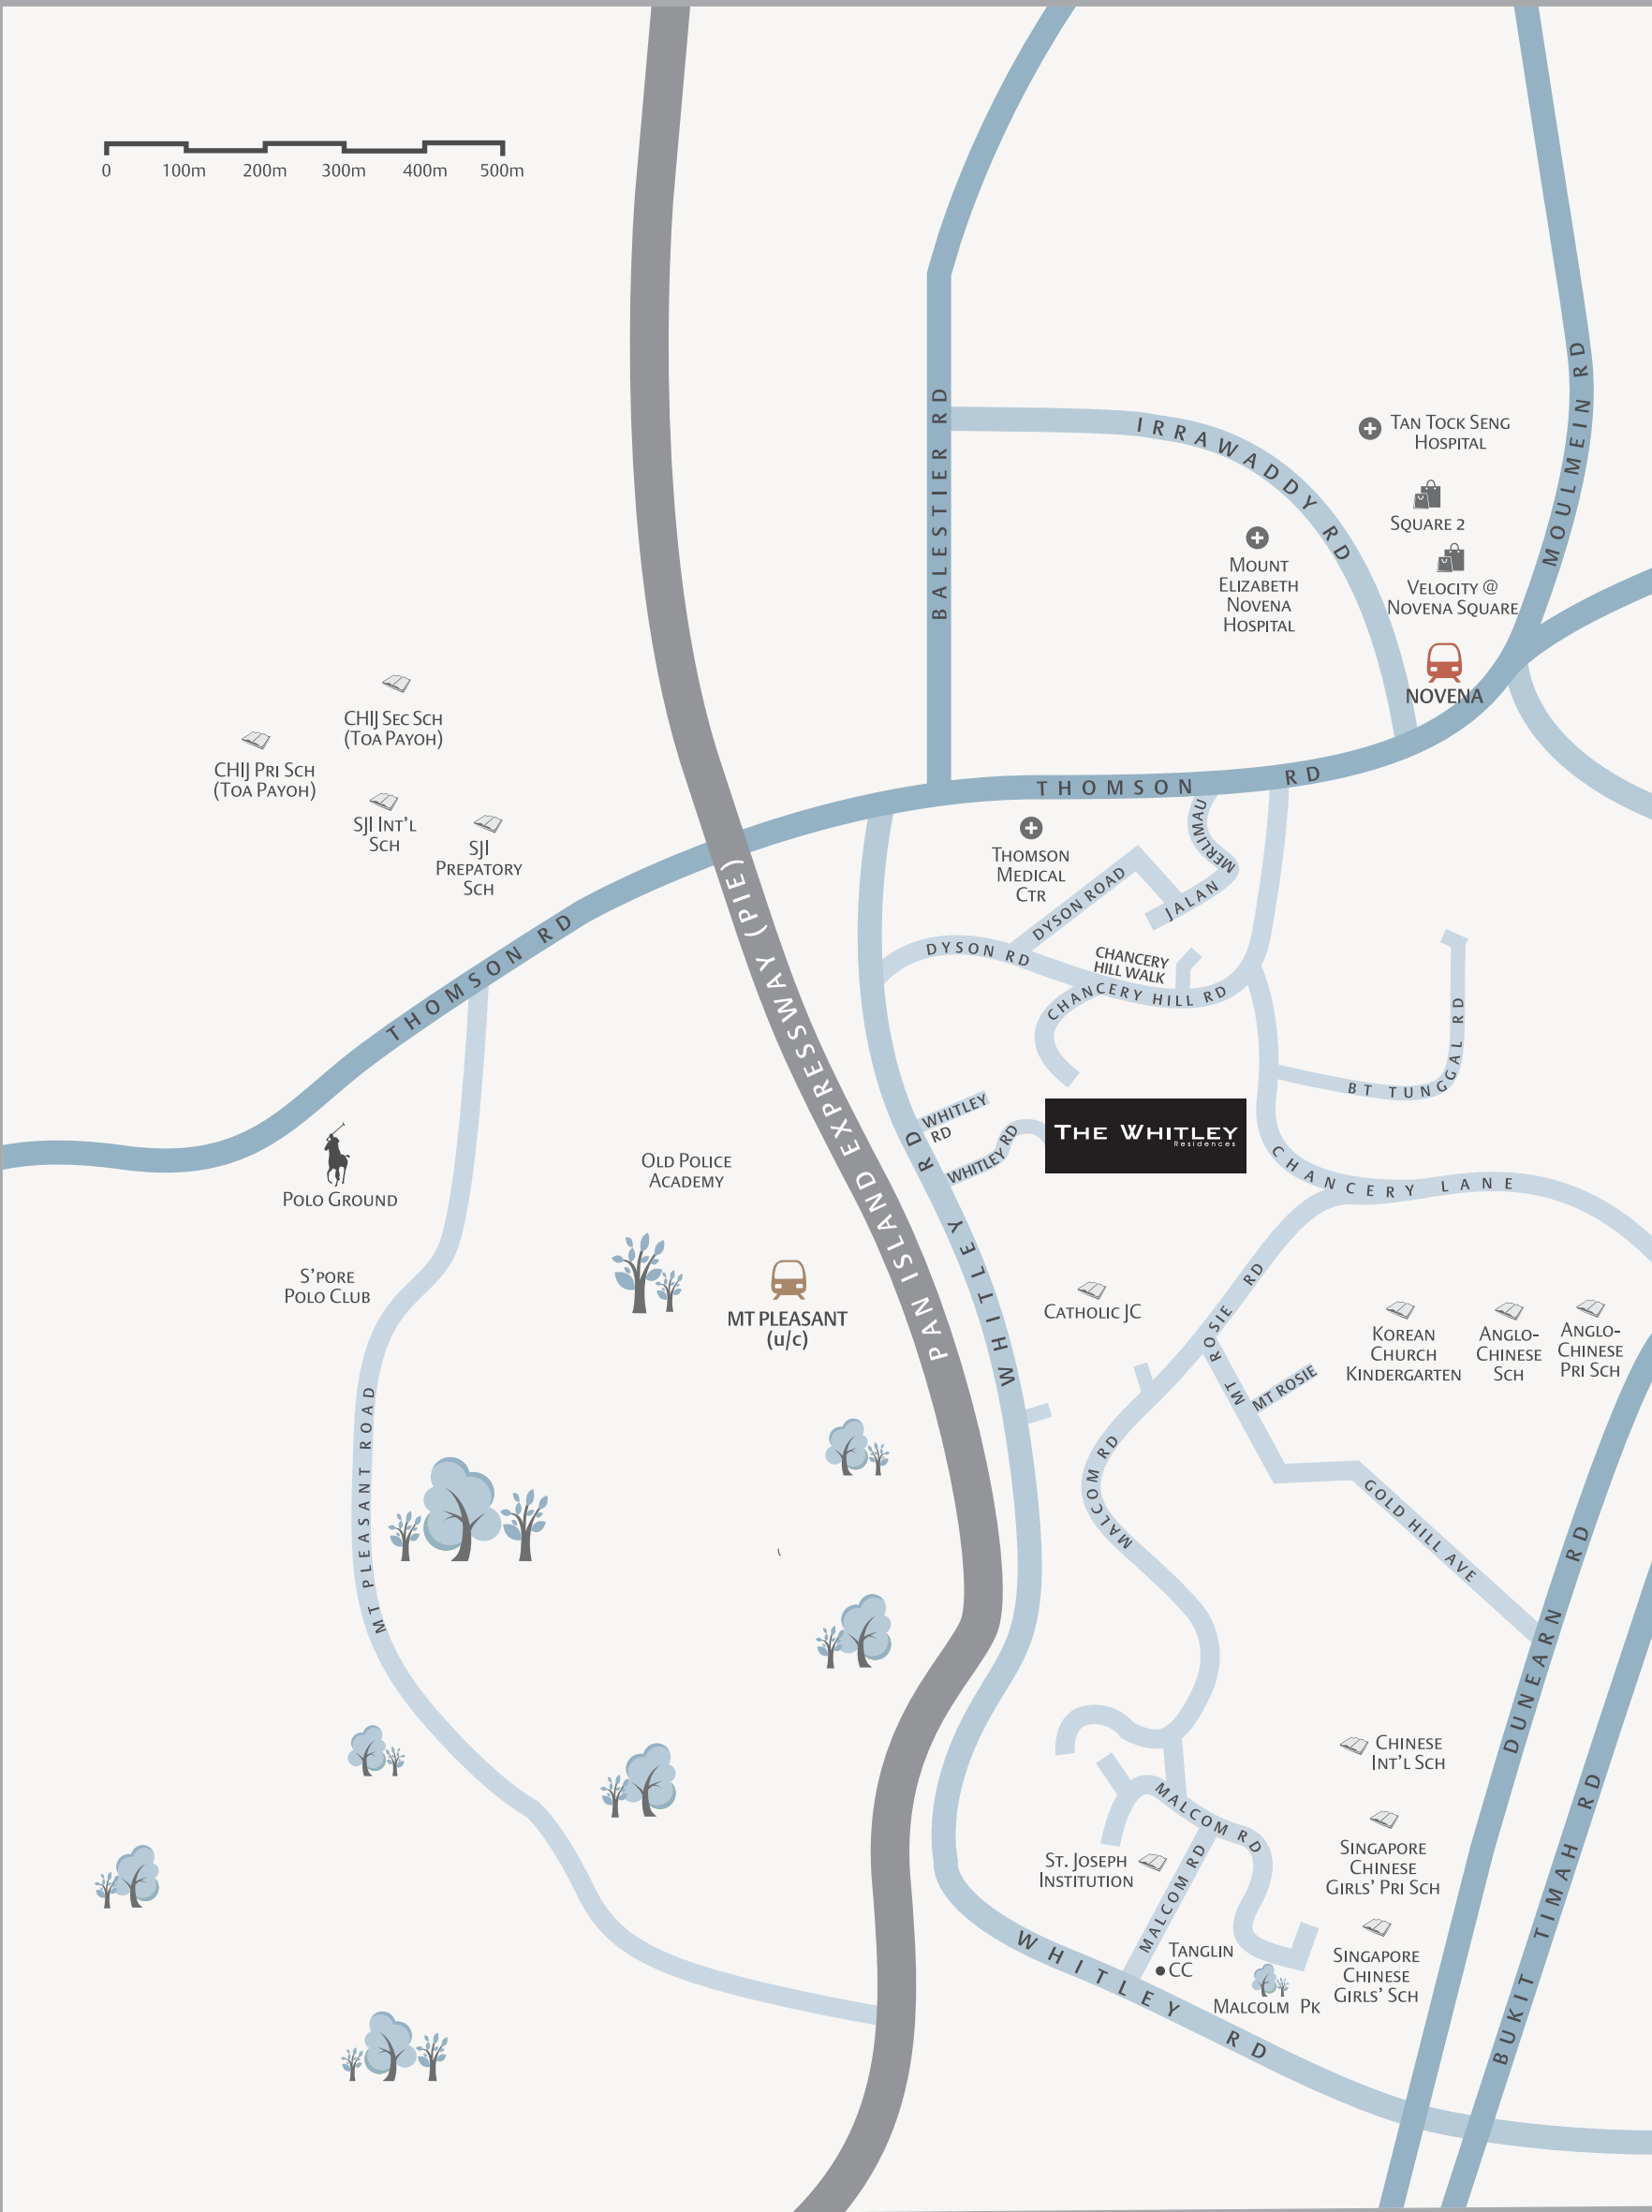 0 100m 200m 300m 400m 500m
BALESTIER RD
IRRAWADDY RD
MOULMEIN RD
TAN TOCK SENG
HOSPITAL
SQUARE 2
VELOCITY @
NOVENA SQUARE
MOUNT
ELIZABETH
NOVENA
HOSPITAL
NOVENA
CHIJ SEC SCH
(TOA PAYOH)
CHIJ PRI SCH
(TOA PAYOH)
SJI INT'L
SCH
SJI
PREPATORY
SCH
THOMSON RD
THOMSON RD
THOMSON
MEDICAL
CTR
JALAN MERLIMAU
DYSON ROAD
DYSON RD
CHANCERY
HILL WALK
CHANCERY HILL RD
PAN ISLAND EXPRESSWAY (PIE)
BT TUNGGAL RD
WHITLEY
RD
WHITLEY RD
THE WHITLEY
Residences
CHANCERY LANE
WHITLEY RD
POLO GROUND
OLD POLICE
ACADEMY
S'PORE
POLO CLUB
MT PLEASANT
(u/c)
CATHOLIC JC
MT ROSIE RD
MT ROSIE
KOREAN
CHURCH
KINDERGARTEN
ANGLO-
CHINESE
SCH
ANGLO-
CHINESE
PRI SCH
MT PLEASANT ROAD
MALCOM RD
GOLD HILL AVE
DUNEARN RD
BUKIT TIMAH RD
CHINESE
INT'L SCH
MALCOM RD
MALCOM RD
ST. JOSEPH
INSTITUTION
SINGAPORE
CHINESE
GIRLS' PRI SCH
WHITLEY RD
TANGLIN
CC
MALCOLM PK
SINGAPORE
CHINESE
GIRLS' SCH